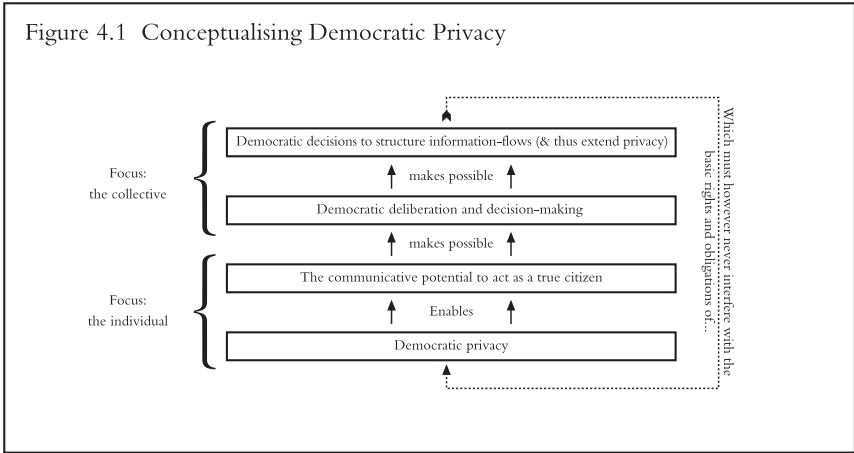 Figure 4.1 Conceptualising Democratic Privacy
Democratic decisions to structure information-flows (& thus extend privacy)
Focus:
the collective
makes possible
Democratic deliberation and decision-making
makes possible
The communicative potential to act as a true citizen
Focus:
the individual
Enables
Democratic privacy
Which must however never interfere with the
basic rights and obligations of...